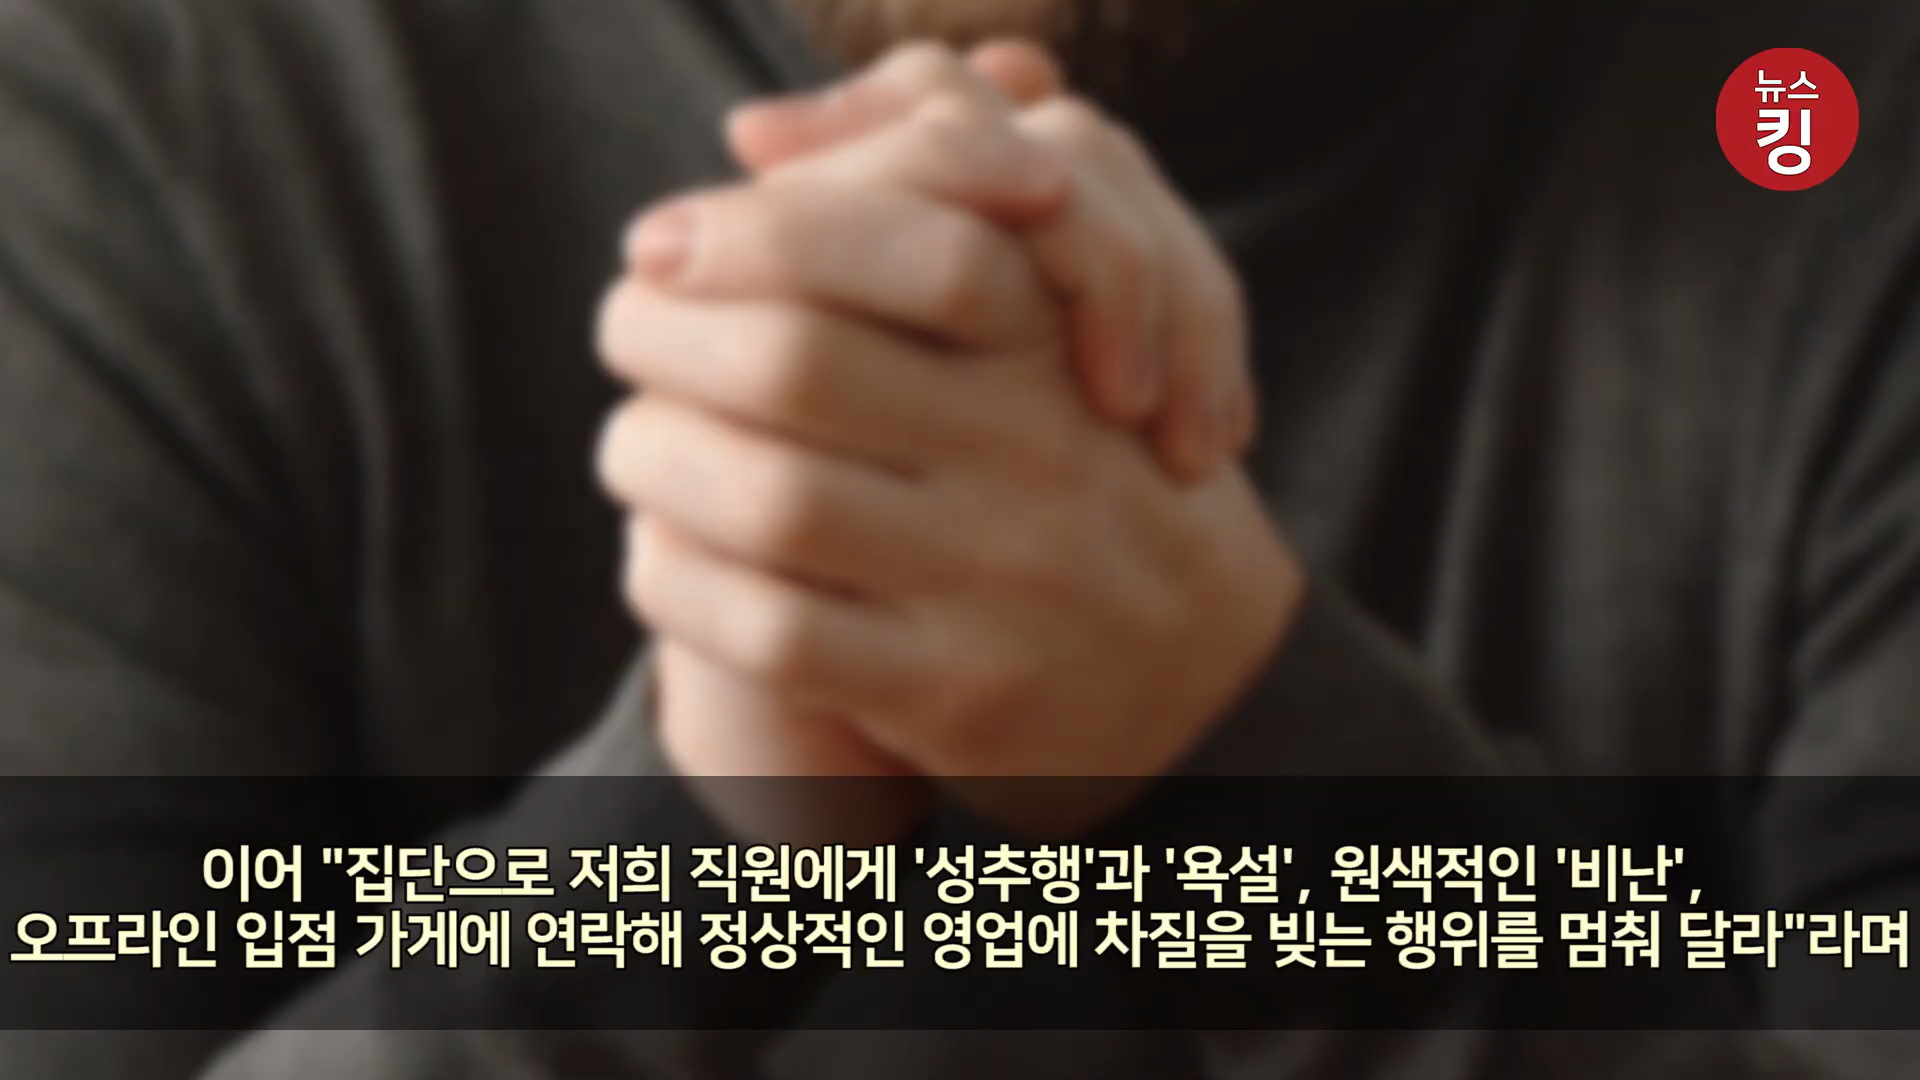 뉴스
킹
이어 "집단으로 저희 직원에게 '성추행'과 '욕설', 원색적인 '비난',
오프라인 입점 가게에 연락해 정상적인 영업에 차질을 빚는 행위를 멈춰 달라"라며